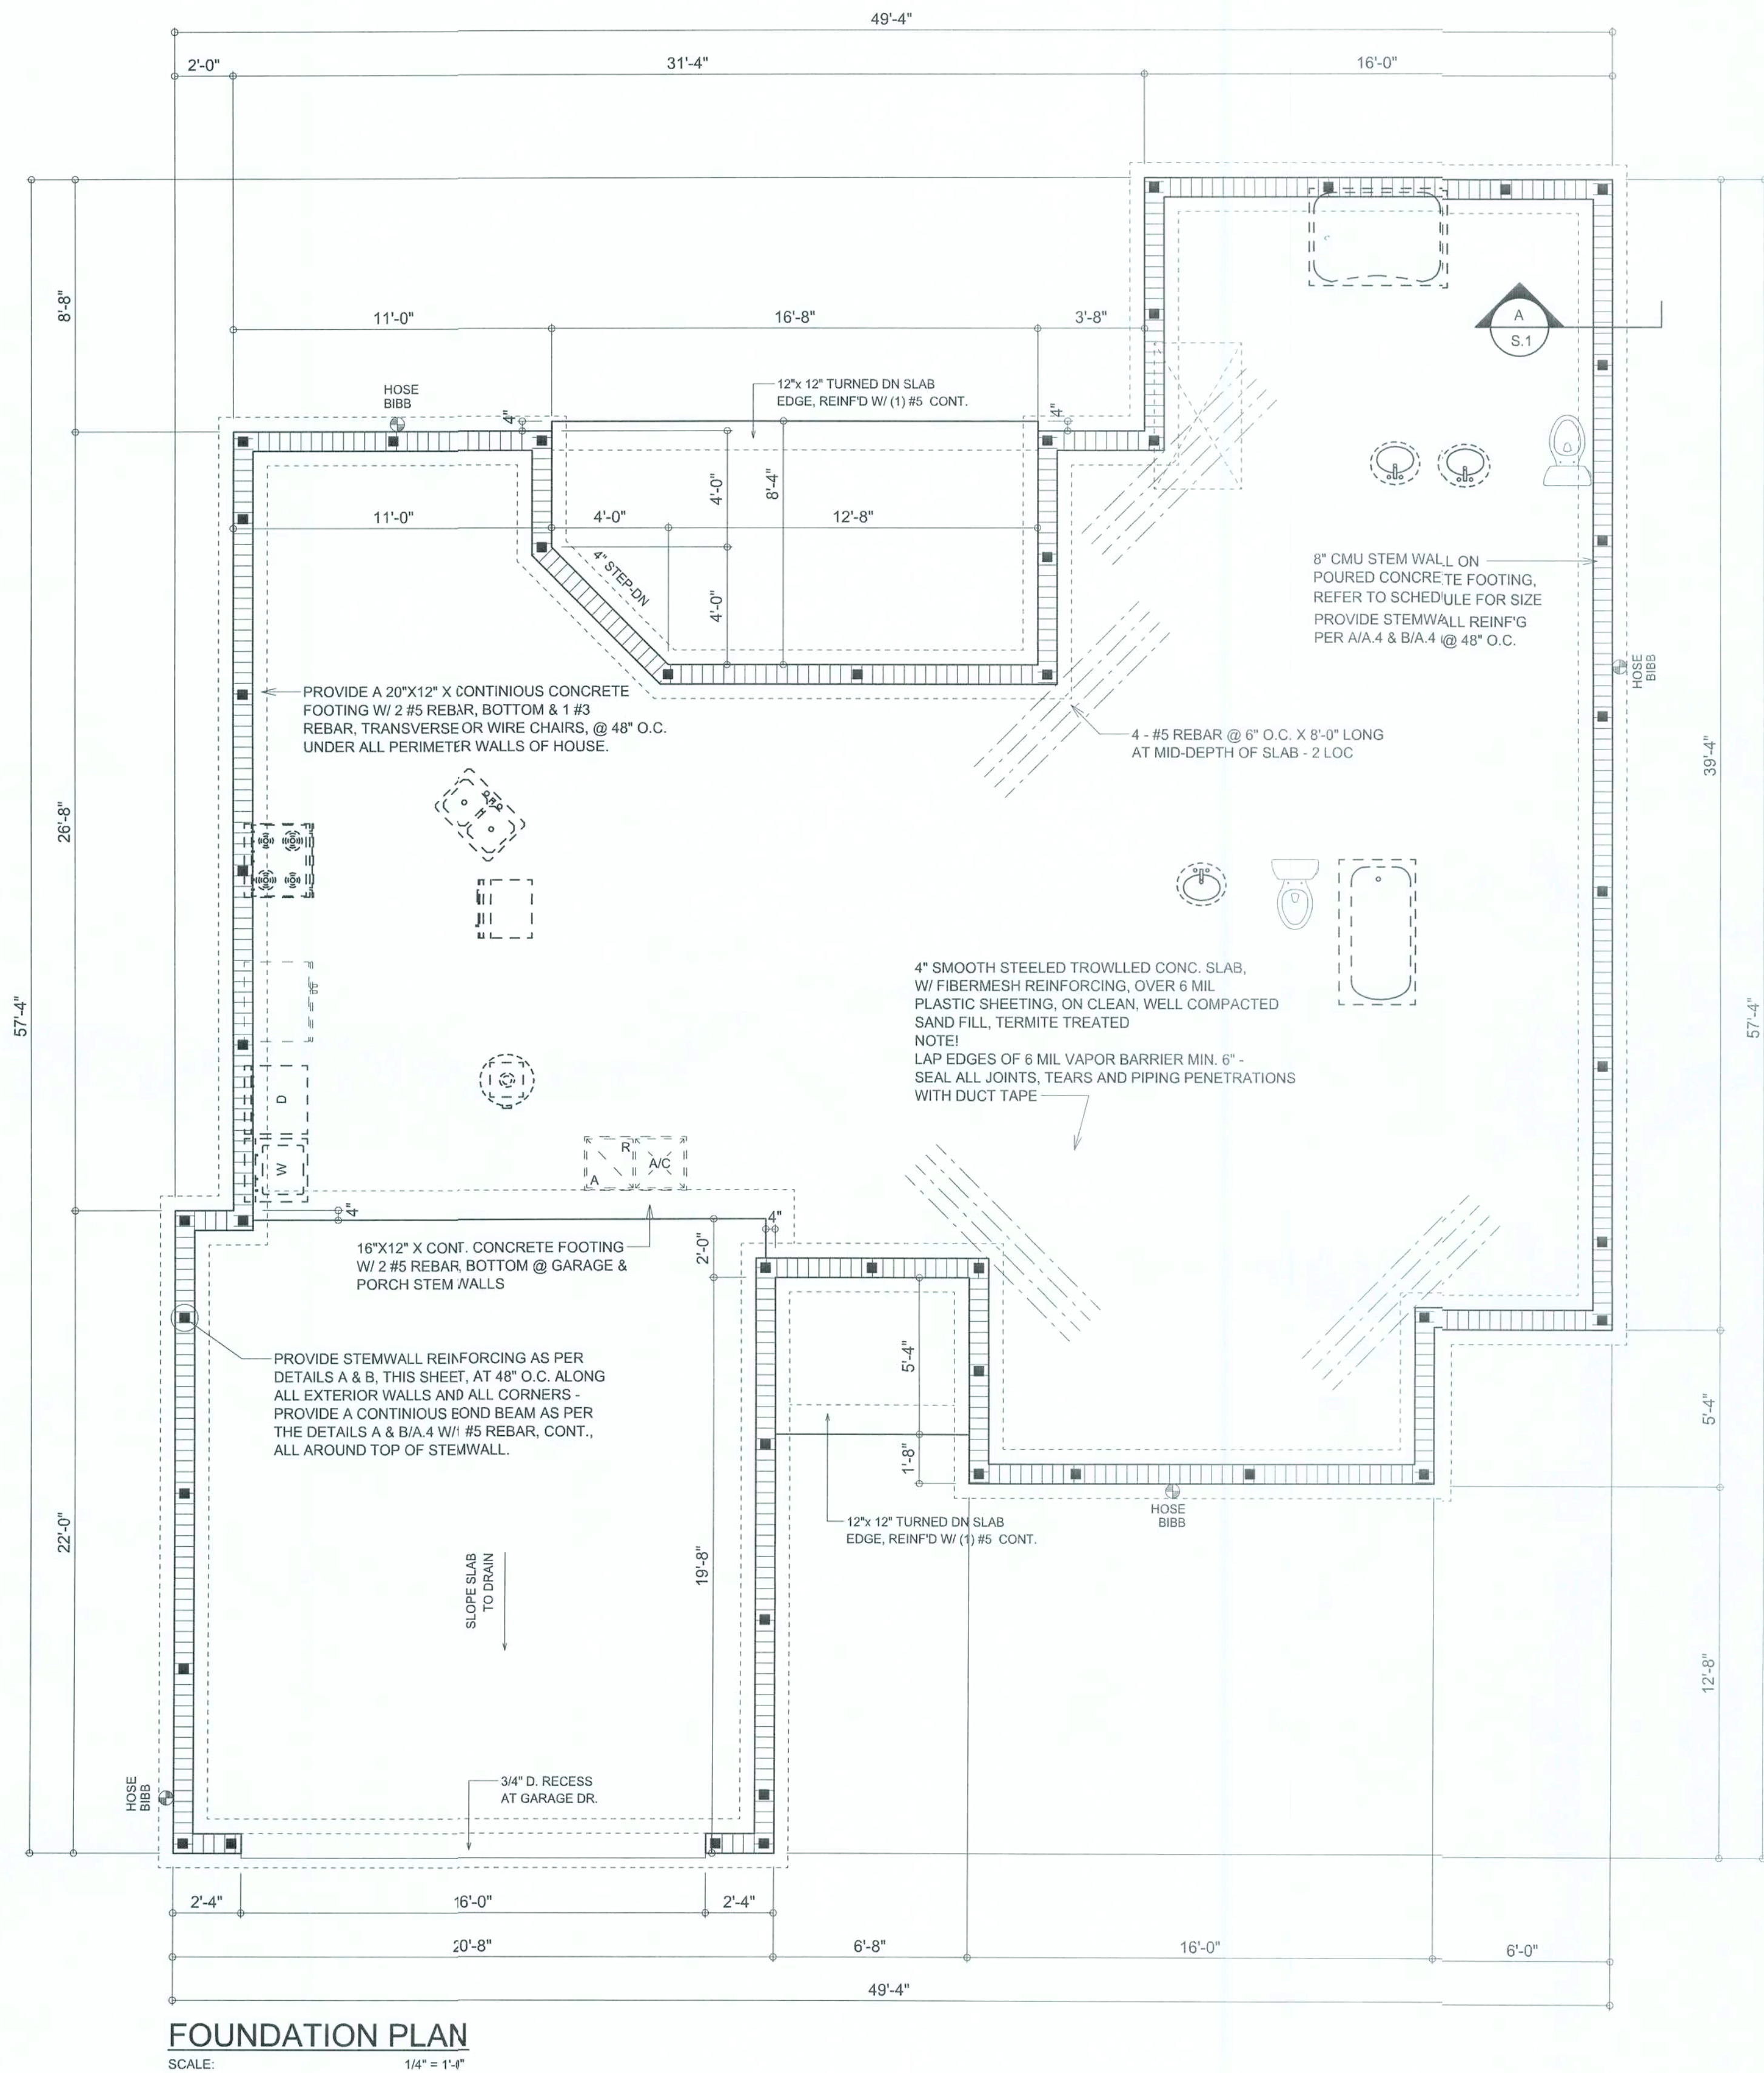 49'-4"
2'-0"
31'-4"
16'-0"
8'-8"
11'-0"
16'-8"
3'-8"
A
S.1
HOSE
BIBB
4"
12"x 12" TURNED DN SLAB
EDGE, REINF'D W/ (1) #5 CONT.
4"
4'-0"
8'-4"
11'-0"
4'-0"
12'-8"
4" STEP-DN
4'-0"
8" CMU STEM WALL ON
POURED CONCRETE FOOTING,
REFER TO SCHEDULE FOR SIZE
PROVIDE STEMWALL REINF'G
PER A/A.4 & B/A.4 @ 48" O.C.
HOSE
BIBB
PROVIDE A 20"X12" X CONTINIOUS CONCRETE
FOOTING W/ 2 #5 REBAR, BOTTOM & 1 #3
REBAR, TRANSVERSE OR WIRE CHAIRS, @ 48" O.C.
UNDER ALL PERIMETER WALLS OF HOUSE.
4 - #5 REBAR @ 6" O.C. X 8'-0" LONG
AT MID-DEPTH OF SLAB - 2 LOC
39'-4"
26'-8"
57'-4"
57'-4"
4" SMOOTH STEELED TROWLLED CONC. SLAB,
W/ FIBERMESH REINFORCING, OVER 6 MIL
PLASTIC SHEETING, ON CLEAN, WELL COMPACTED
SAND FILL, TERMITE TREATED
NOTE!
LAP EDGES OF 6 MIL VAPOR BARRIER MIN. 6" -
SEAL ALL JOINTS, TEARS AND PIPING PENETRATIONS
WITH DUCT TAPE
D
W
R
A/C
A
4"
4"
16"X12" X CONT. CONCRETE FOOTING
W/ 2 #5 REBAR, BOTTOM @ GARAGE &
PORCH STEM WALLS
2'-0"
PROVIDE STEMWALL REINFORCING AS PER
DETAILS A & B, THIS SHEET, AT 48" O.C. ALONG
ALL EXTERIOR WALLS AND ALL CORNERS -
PROVIDE A CONTINIOUS BOND BEAM AS PER
THE DETAILS A & B/A.4 W/1 #5 REBAR, CONT.,
ALL AROUND TOP OF STEMWALL.
5'-4"
5'-4"
1'-8"
HOSE
BIBB
12"x 12" TURNED DN SLAB
EDGE, REINF'D W/ (1) #5 CONT.
22'-0"
SLOPE SLAB
TO DRAIN
19'-8"
12'-8"
HOSE
BIBB
3/4" D. RECESS
AT GARAGE DR.
2'-4"
16'-0"
2'-4"
20'-8"
6'-8"
16'-0"
6'-0"
49'-4"
FOUNDATION PLAN
SCALE: 1/4" = 1'-0"